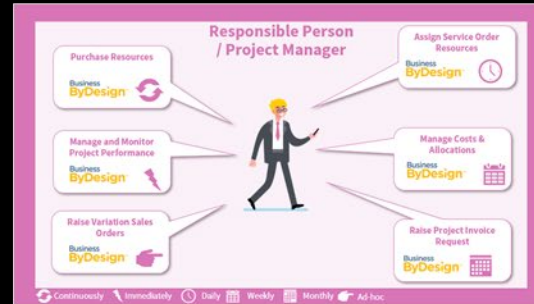 Responsible Person
/ Project Manager
Purchase Resources
Business
ByDesign
Manage and Monitor
Project Performance
Business
ByDesign
Raise Variation Sales
Orders
Business
ByDesign
Assign Service Order
Resources
Business
ByDesign
Manage Costs &
Allocations
Business
ByDesign
Raise Project Invoice
Request
Business
ByDesign
Continuously Immediately Daily Weekly Monthly Ad-hoc